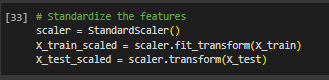 [33] # Standardize the features
scaler = StandardScaler()
X_train_scaled = scaler.fit_transform(X_train)
X_test_scaled = scaler.transform(X_test)